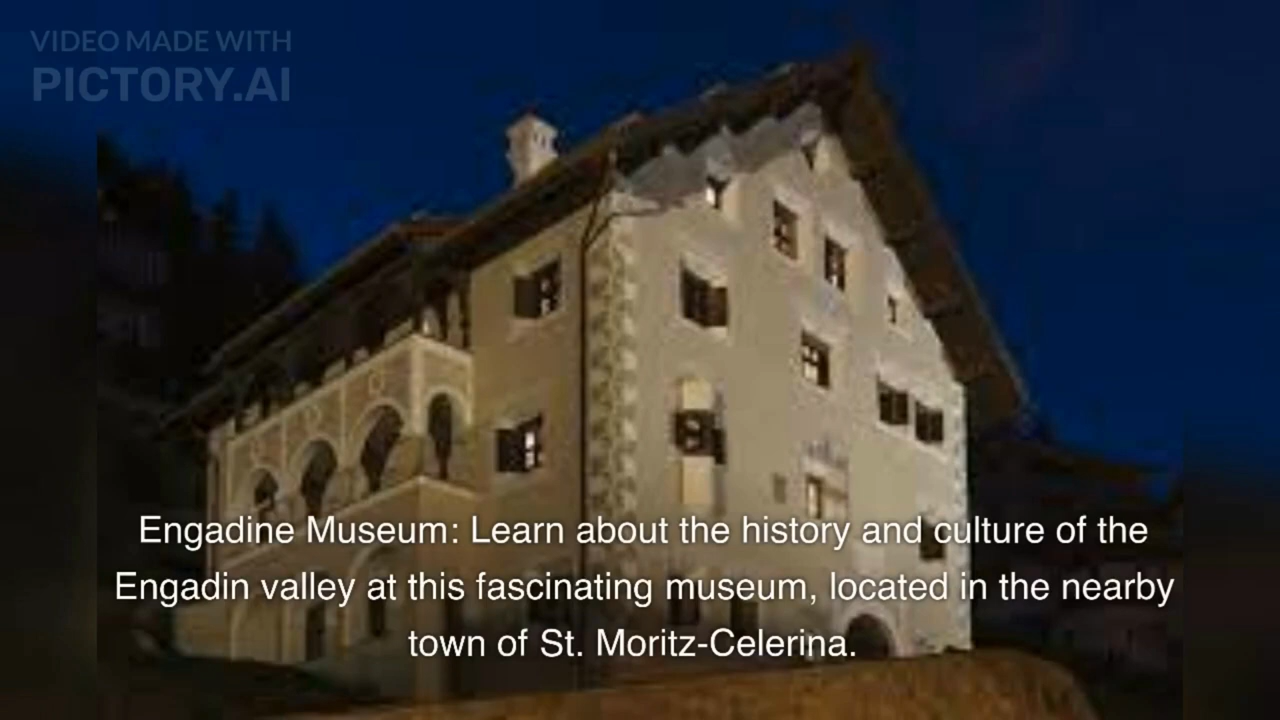 VIDEO MADE WITH
PICTORY.AI
Engadine Museum: Learn about the history and culture of the
Engadin valley at this fascinating museum, located in the nearby
town of St. Moritz-Celerina.